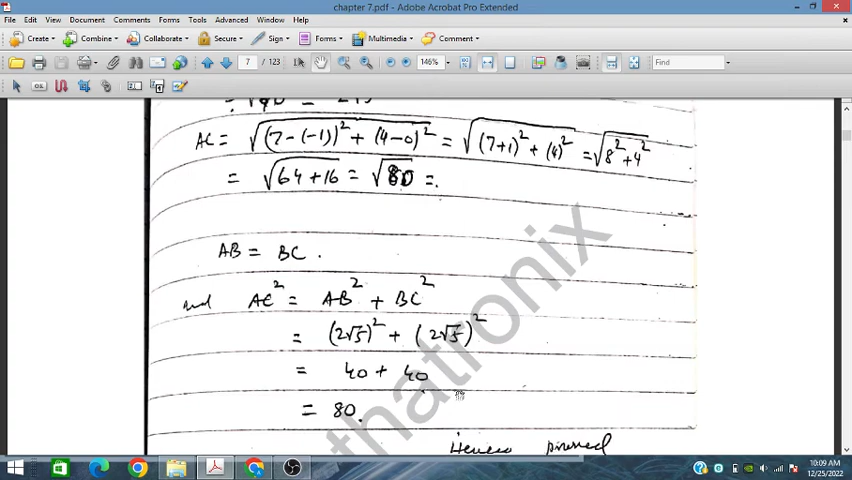 chapter 7.pdf - Adobe Acrobat Pro Extended
File Edit View Document Comments Forms Tools Advanced Window Help
Create Combine Collaborate Secure Sign Forms Multimedia Comment
7 / 123 146% Find
AC = √(7-(-1))² + (4-0)² = √(7+1)² + (4)² = √8² + 4²
= √64+16 = √80 =.
AB = BC .
and AC² = AB² + BC²
= (2√5)² + (2√5)²
= 40 + 40
= 80.
Hence proved
thatronix
10:09 AM
12/25/2022